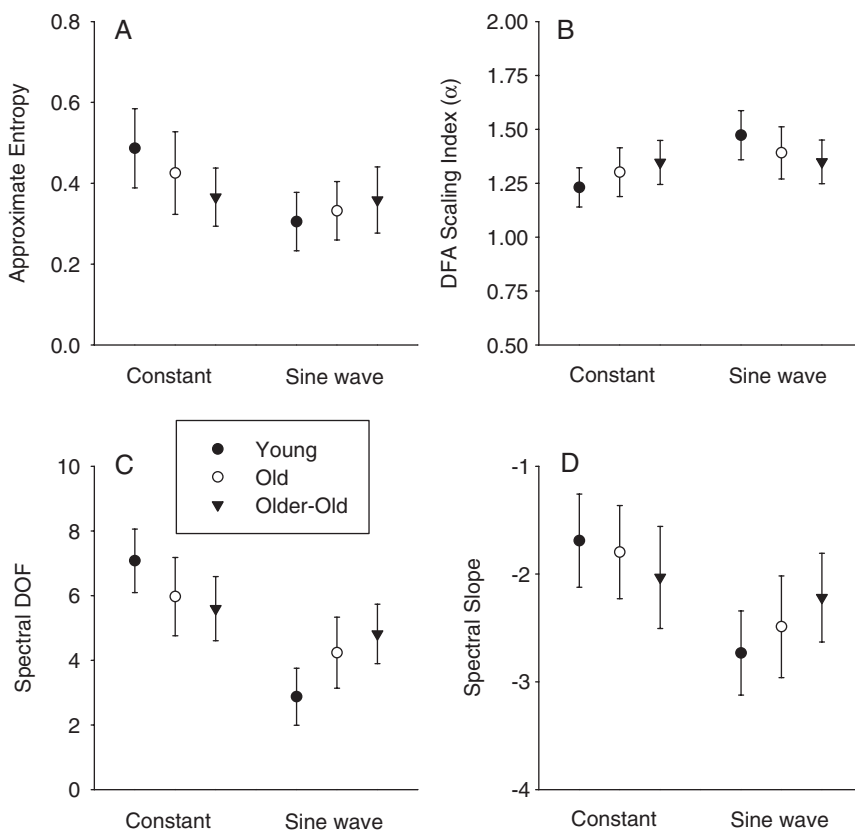 A
0.8
0.6
0.4
0.2
0.0
Approximate Entropy
Constant Sine wave
B
2.00
1.75
1.50
1.25
1.00
0.75
0.50
DFA Scaling Index (α)
Constant Sine wave
Young
Old
Older-Old
C
10
8
6
4
2
0
Spectral DOF
Constant Sine wave
D
-1
-2
-3
-4
Spectral Slope
Constant Sine wave